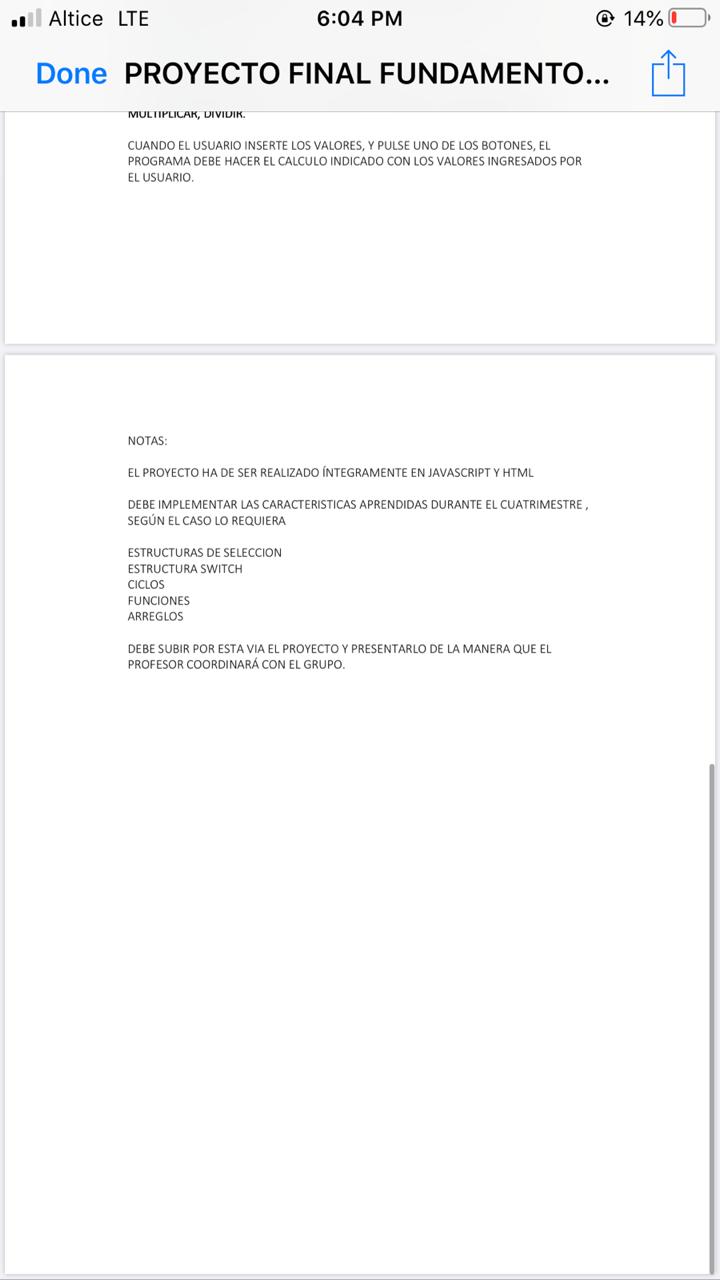 Altice LTE 6:04 PM 14%
Done PROYECTO FINAL FUNDAMENTO...
MULTIPLICAR, DIVIDIR.
CUANDO EL USUARIO INSERTE LOS VALORES, Y PULSE UNO DE LOS BOTONES, EL
PROGRAMA DEBE HACER EL CALCULO INDICADO CON LOS VALORES INGRESADOS POR
EL USUARIO.
NOTAS:
EL PROYECTO HA DE SER REALIZADO ÍNTEGRAMENTE EN JAVASCRIPT Y HTML
DEBE IMPLEMENTAR LAS CARACTERISTICAS APRENDIDAS DURANTE EL CUATRIMESTRE ,
SEGÚN EL CASO LO REQUIERA
ESTRUCTURAS DE SELECCION
ESTRUCTURA SWITCH
CICLOS
FUNCIONES
ARREGLOS
DEBE SUBIR POR ESTA VIA EL PROYECTO Y PRESENTARLO DE LA MANERA QUE EL
PROFESOR COORDINARÁ CON EL GRUPO.